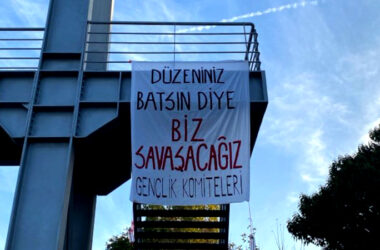 DÜZENİNİZ
BATSIN DİYE
BİZ
SAVAŞACAĞIZ
GENÇLİK KOMİTELERİ